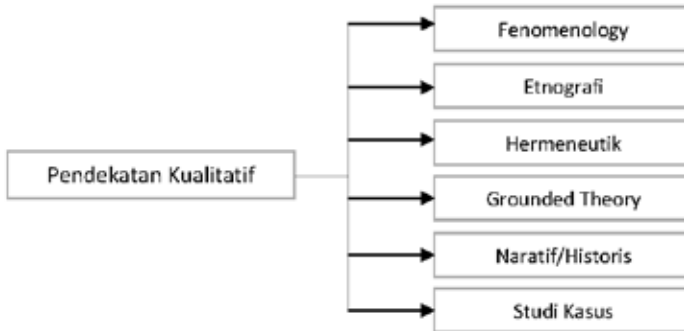 Fenomenology
Etnografi
Hermeneutik
Pendekatan Kualitatif
Grounded Theory
Naratif/Historis
Studi Kasus